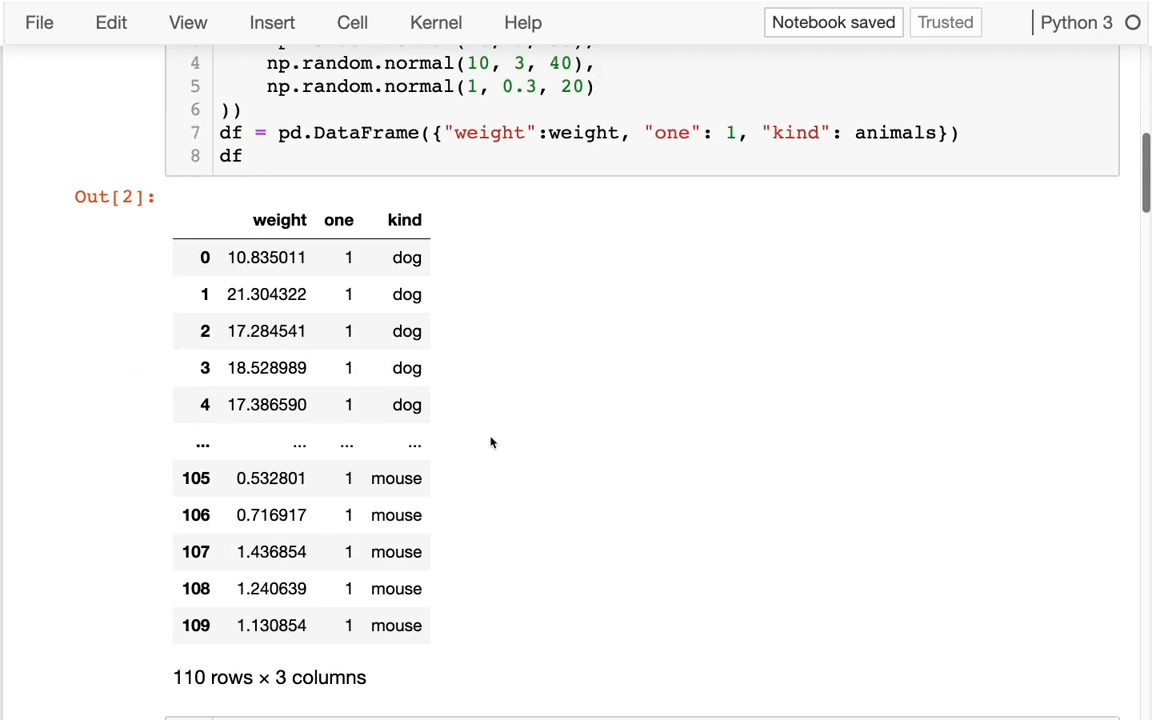 File Edit View Insert Cell Kernel Help Notebook saved Trusted Python 3
4 np.random.normal(10, 3, 40),
5 np.random.normal(1, 0.3, 20)
6 ))
7 df = pd.DataFrame({"weight":weight, "one": 1, "kind": animals})
8 df
Out[2]:
weight one kind
0 10.835011 1 dog
1 21.304322 1 dog
2 17.284541 1 dog
3 18.528989 1 dog
4 17.386590 1 dog
... ... ... ...
105 0.532801 1 mouse
106 0.716917 1 mouse
107 1.436854 1 mouse
108 1.240639 1 mouse
109 1.130854 1 mouse
110 rows × 3 columns